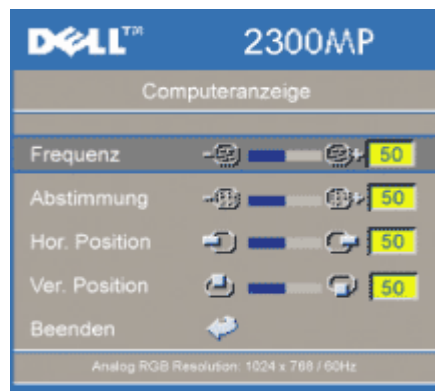 DELL™ 2300MP
Computeranzeige
Frequenz 50
Abstimmung 50
Hor. Position 50
Ver. Position 50
Beenden
Analog RGB Resolution: 1024 x 768 / 60Hz